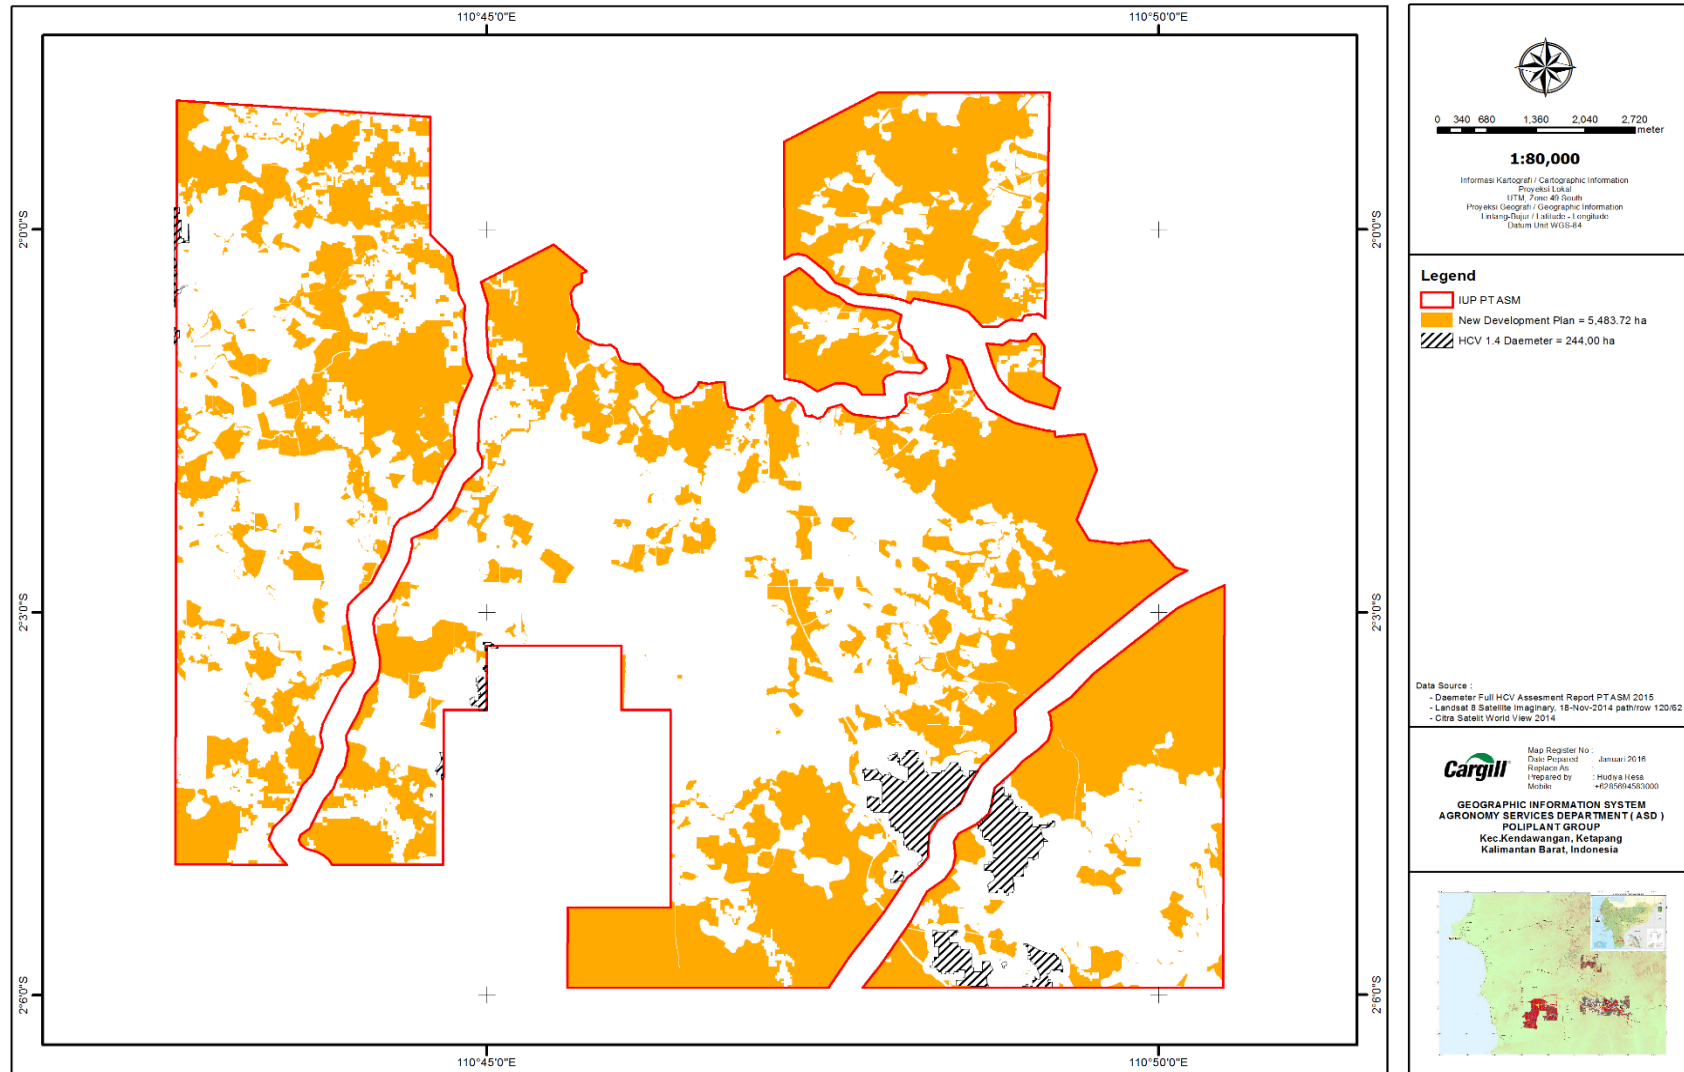 110°45'0"E
110°50'0"E
2°0'0"S
2°0'0"S
2°3'0"S
2°3'0"S
2°6'0"S
2°6'0"S
110°45'0"E
110°50'0"E
0 340 680 1,360 2,040 2,720
meter
1:80,000
Informasi Kartografi / Cartographic Information
Proyeksi Lokal
UTM, Zone 49 South
Proyeksi Geografi / Geographic Information
Lintang-Bujur / Latitude - Longitude
Datum Unit WGS-84
Legend
IUP PT ASM
New Development Plan = 5,483.72 ha
HCV 1.4 Daemeter = 244,00 ha
Data Source :
- Daemeter Full HCV Assesment Report PT ASM 2015
- Landsat 8 Satellite Imaginary, 18-Nov-2014 path/row 120/62
- Citra Satelit World View 2014
Cargill
Map Register No :
Date Pepared : Januari 2016
Replace As
Prepared by : Hudiya Resa
Mobile :+6285694583000
GEOGRAPHIC INFORMATION SYSTEM
AGRONOMY SERVICES DEPARTMENT ( ASD )
POLIPLANT GROUP
Kec.Kendawangan, Ketapang
Kalimantan Barat, Indonesia